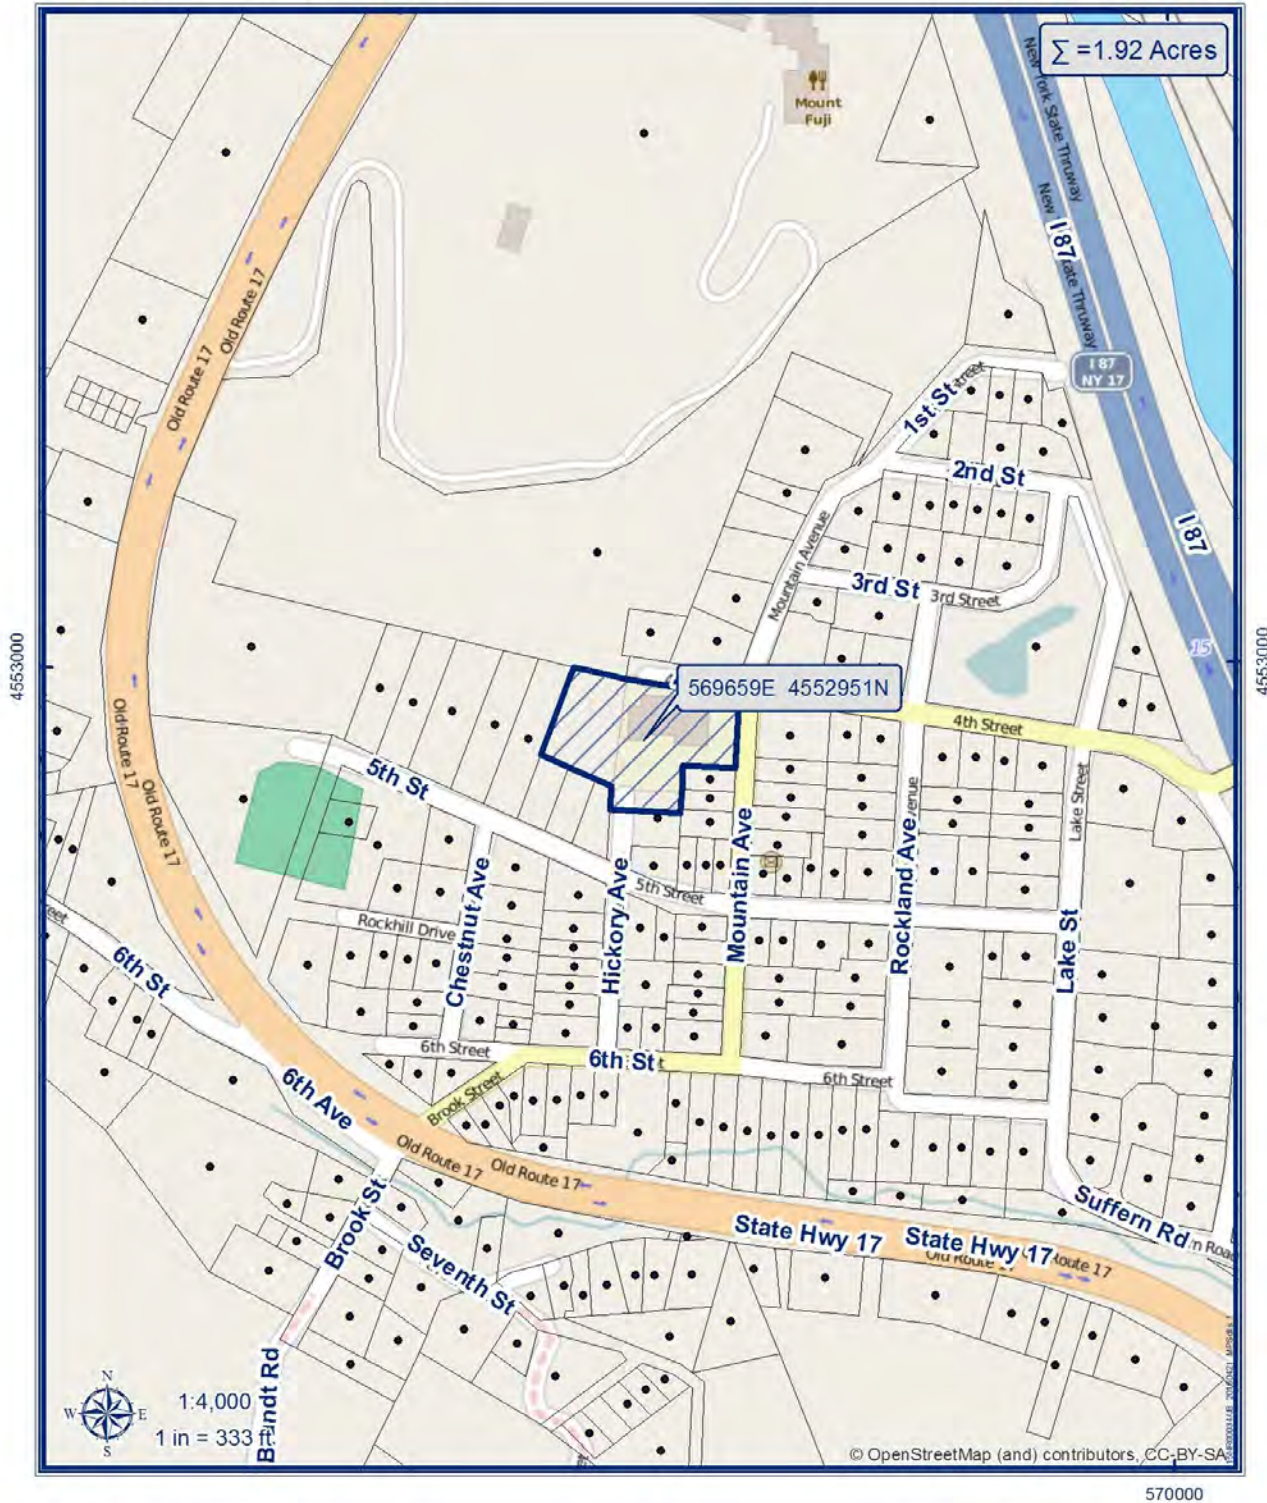 ∑ =1.92 Acres
Mount
Fuji
New York State Thruway
New
State Thruway
I 87
I 87
NY 17
1st St
2nd St
I 87
Old Route 17
Old Route 17
Mountain Avenue
3rd St
3rd Street
15
4553000
4553000
569659E 4552951N
4th Street
Old Route 17
Old Route 17
5th St
Lake Street
Rockland Ave
Mountain Ave
5th Street
Hickory Ave
Chestnut Ave
Rockhill Drive
Lake St
6th St
6th Street
6th St
6th Street
Brook Street
6th Ave
Old Route 17
Old Route 17
Brook St
Seventh St
State Hwy 17
State Hwy 17
Old Route 17
Suffern Rd
N
W
E
S
1:4,000
1 in = 333 ft
© OpenStreetMap (and) contributors, CC-BY-SA
570000